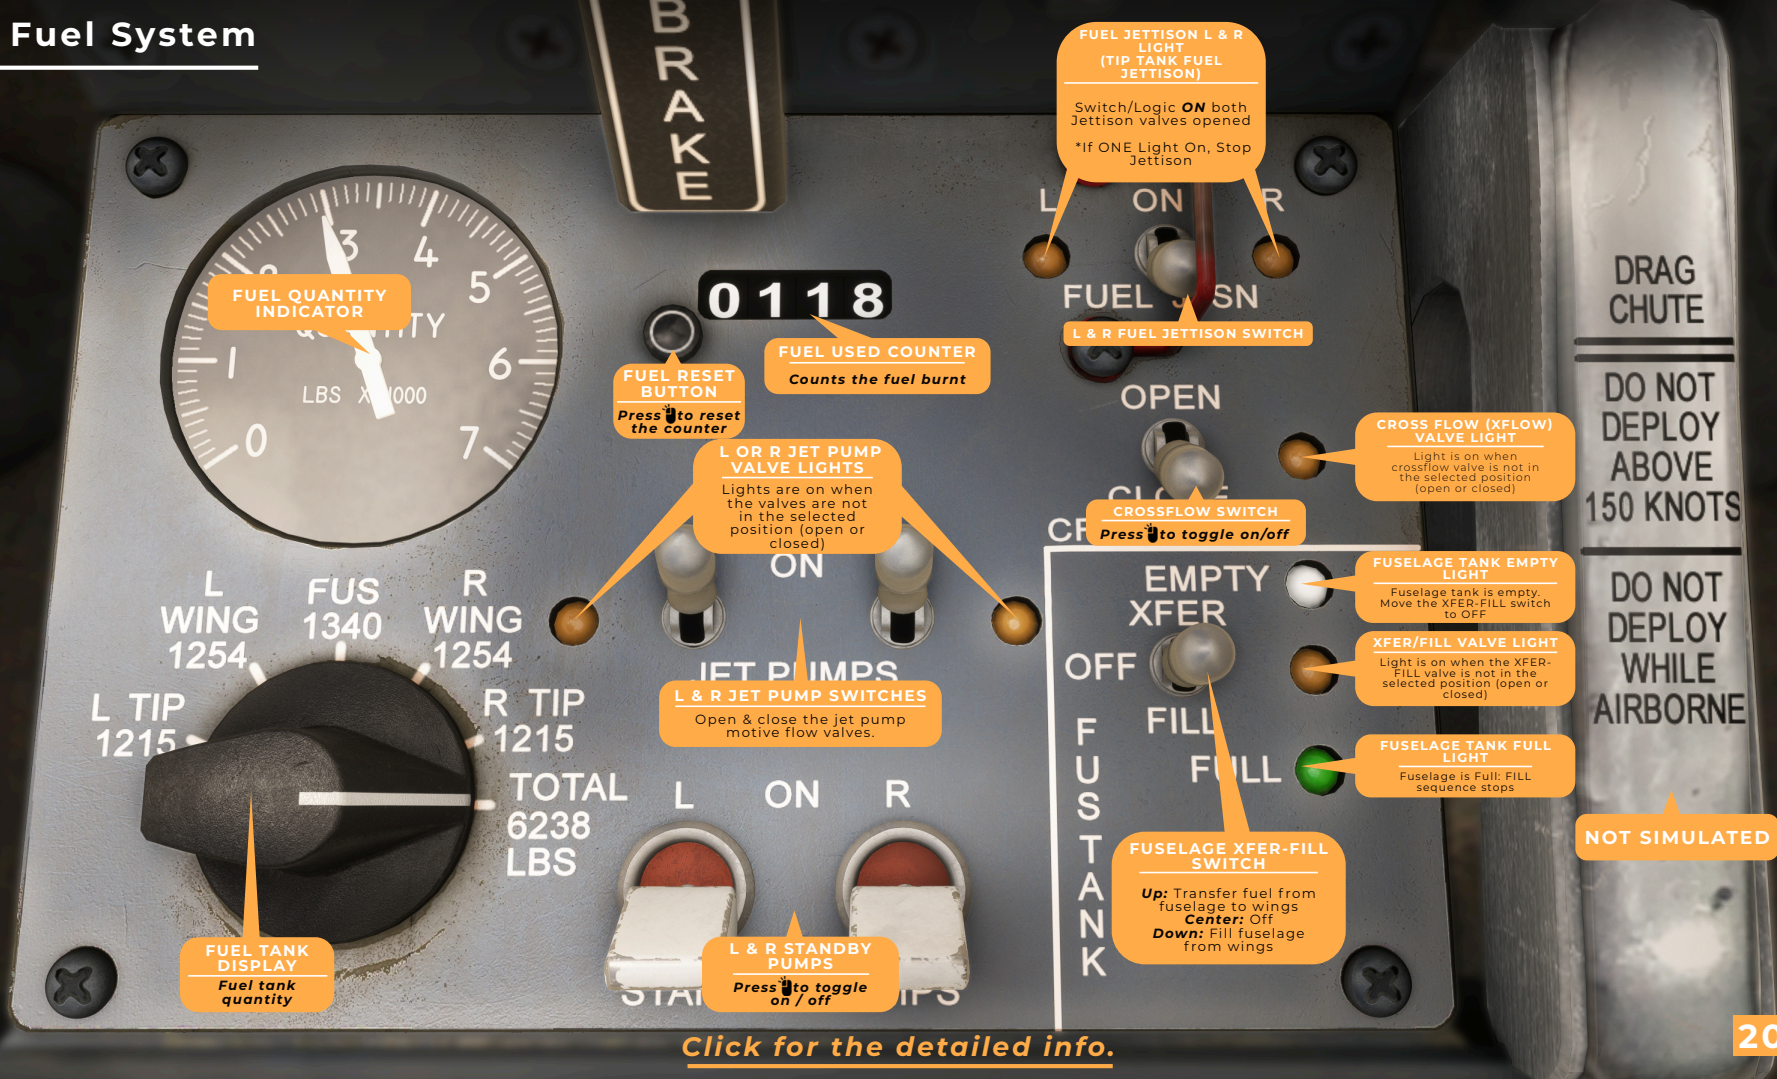 Fuel System
BRAKE
FUEL JETTISON L & R
LIGHT
(TIP TANK FUEL
JETTISON)
Switch/Logic ON both
Jettison valves opened
*If ONE Light On, Stop
Jettison
L ON R
FUEL SN
L & R FUEL JETTISON SWITCH
3
4
5
6
7
1
0
LBS X 1000
FUEL QUANTITY
INDICATOR
0118
FUEL USED COUNTER
Counts the fuel burnt
FUEL RESET
BUTTON
Press to reset
the counter
L OR R JET PUMP
VALVE LIGHTS
Lights are on when
the valves are not
in the selected
position (open or
closed)
ON
JET PUMPS
L & R JET PUMP SWITCHES
Open & close the jet pump
motive flow valves.
OPEN
CROSS FLOW (XFLOW)
VALVE LIGHT
Light is on when
crossflow valve is not in
the selected position
(open or closed)
CROSSFLOW SWITCH
Press to toggle on/off
EMPTY
XFER
OFF
FILL
FULL
FUS TANK
FUSELAGE TANK EMPTY
LIGHT
Fuselage tank is empty.
Move the XFER-FILL switch
to OFF
XFER/FILL VALVE LIGHT
Light is on when the XFER-
FILL valve is not in the
selected position (open or
closed)
FUSELAGE TANK FULL
LIGHT
Fuselage is Full: FILL
sequence stops
FUSELAGE XFER-FILL
SWITCH
Up: Transfer fuel from
fuselage to wings
Center: Off
Down: Fill fuselage
from wings
L TIP
1215
L
WING
1254
FUS
1340
R
WING
1254
R TIP
1215
TOTAL
6238
LBS
FUEL TANK
DISPLAY
Fuel tank
quantity
L ON R
L & R STANDBY
PUMPS
Press to toggle
on / off
DRAG
CHUTE
DO NOT
DEPLOY
ABOVE
150 KNOTS
DO NOT
DEPLOY
WHILE
AIRBORNE
NOT SIMULATED
Click for the detailed info.
20